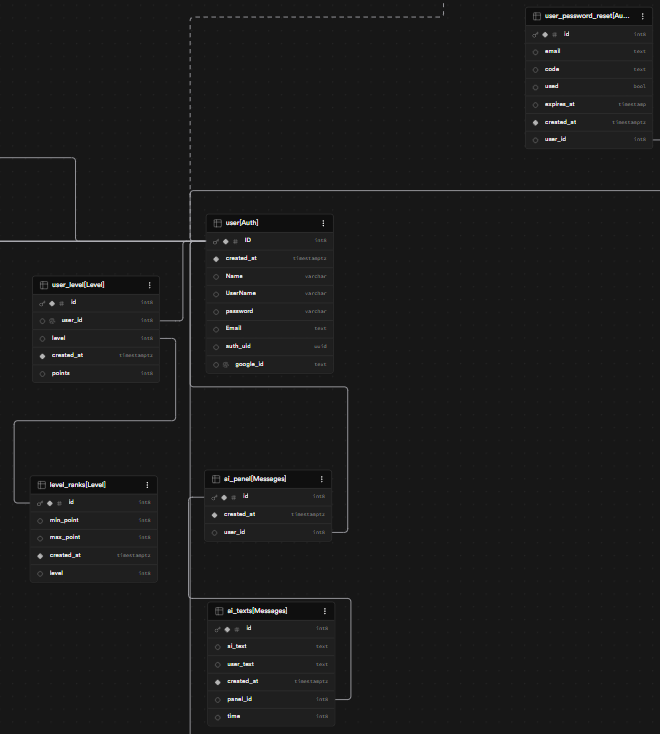 user_password_reset[Au...
id int8
email text
code text
used bool
expires_at timestamp
created_at timestamptz
user_id int8
user[Auth]
ID int8
created_at timestamptz
Name varchar
UserName varchar
password varchar
Email text
auth_uid uuid
google_id text
user_level[Level]
id int8
user_id int8
level int8
created_at timestamptz
points int8
level_ranks[Level]
id int8
min_point int8
max_point int8
created_at timestamptz
level int8
ai_panel[Messages]
id int8
created_at timestamptz
user_id int8
ai_texts[Messages]
id int8
ai_text text
user_text text
created_at timestamptz
panel_id int8
time int8